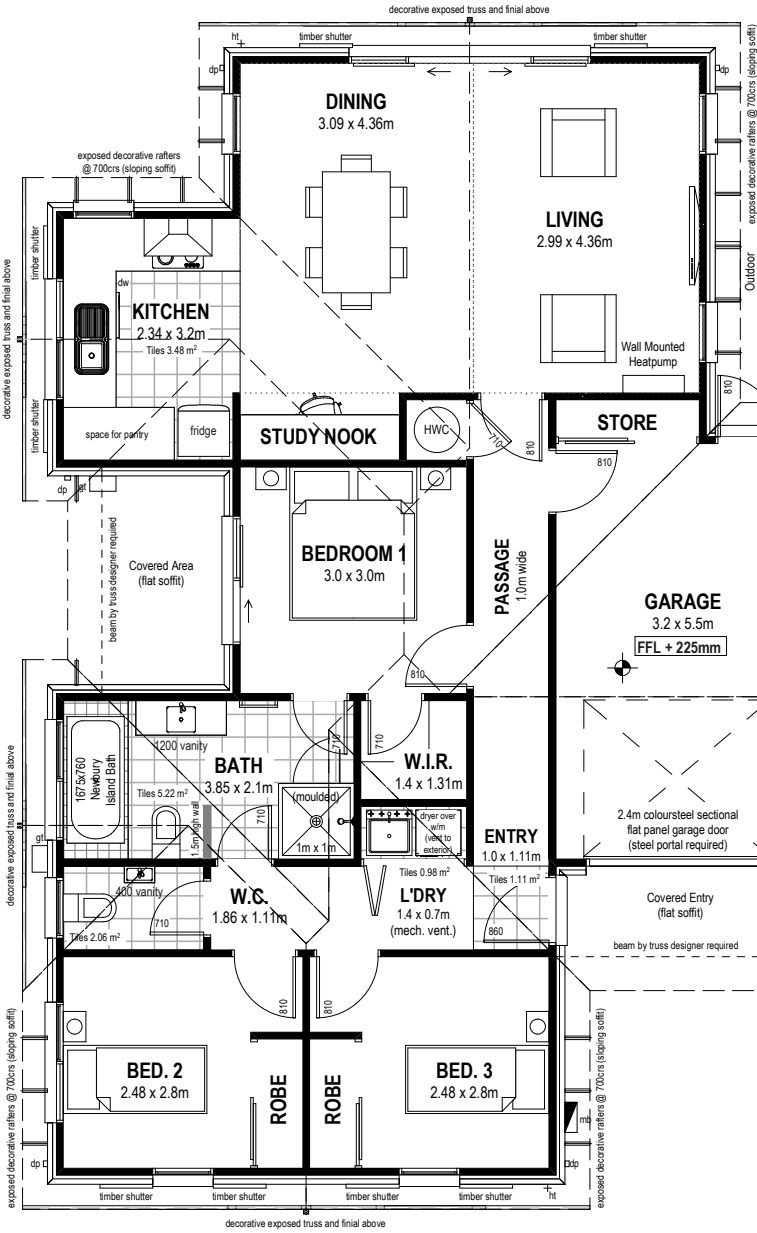 decorative exposed truss and finial above
ht
timber shutter
timber shutter
dp
dp
DINING
3.09 x 4.36m
exposed decorative rafters @ 700crs (sloping soffit)
exposed decorative rafters
@ 700crs (sloping soffit)
LIVING
2.99 x 4.36m
timber shutter
Outdoor
decorative exposed truss and finial above
dw
KITCHEN
2.34 x 3.2m
Tiles 3.48 m²
Wall Mounted
Heatpump
810
timber shutter
space for pantry
fridge
STUDY NOOK
HWC
710
810
STORE
810
dp
gt
beam by truss designer required
Covered Area
(flat soffit)
BEDROOM 1
3.0 x 3.0m
PASSAGE
1.0m wide
GARAGE
3.2 x 5.5m
FFL + 225mm
810
decorative exposed truss and finial above
1675x760
Newbury
Island Bath
1200 vanity
BATH
3.85 x 2.1m
Tiles 5.22 m²
710
710
W.I.R.
1.4 x 1.31m
(moulded)
1m x 1m
1.5m high wall
710
dryer over
w/m
(vent to
exterior)
2.4m coloursteel sectional
flat panel garage door
(steel portal required)
gt
ENTRY
1.0 x 1.11m
Tiles 1.11 m²
400 vanity
W.C.
1.86 x 1.11m
710
Tiles 2.06 m²
Tiles 0.98 m²
L'DRY
1.4 x 0.7m
(mech. vent.)
860
Covered Entry
(flat soffit)
beam by truss designer required
810
810
exposed decorative rafters @ 700crs (sloping soffit)
BED. 2
2.48 x 2.8m
ROBE
ROBE
BED. 3
2.48 x 2.8m
exposed decorative rafters @ 700crs (sloping soffit)
mb
dp
dp
timber shutter
timber shutter
timber shutter
timber shutter
ht
decorative exposed truss and finial above